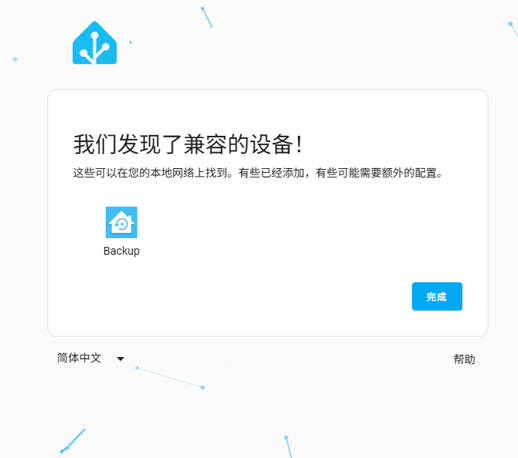 我们发现了兼容的设备！
这些可以在您的本地网络上找到。有些已经添加，有些可能需要额外的配置。
Backup
完成
简体中文
帮助